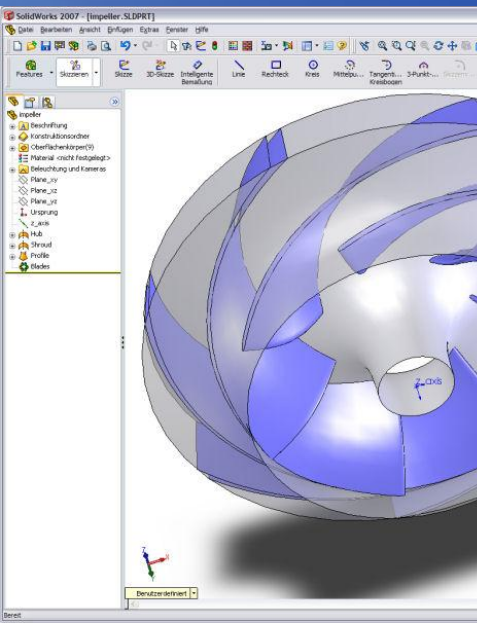 SolidWorks 2007 - [impeller.SLDPRT]
Datei Bearbeiten Ansicht Einfügen Extras Fenster Hilfe
Features Skizzieren Skizze 3D-Skizze Intelligente Bemaßung Linie Rechteck Kreis Mittelpu... Tangenti... Kreisbogen 3-Punkt-...
impeller
Beschriftung
Konstruktionsordner
Oberflächenkörper(9)
Material <nicht festgelegt>
Beleuchtung und Kameras
Plane_xy
Plane_xz
Plane_yz
Ursprung
z_axis
Hub
Shroud
Profile
Blades
z_axis
Z
X
Y
Benutzerdefiniert
Bereit